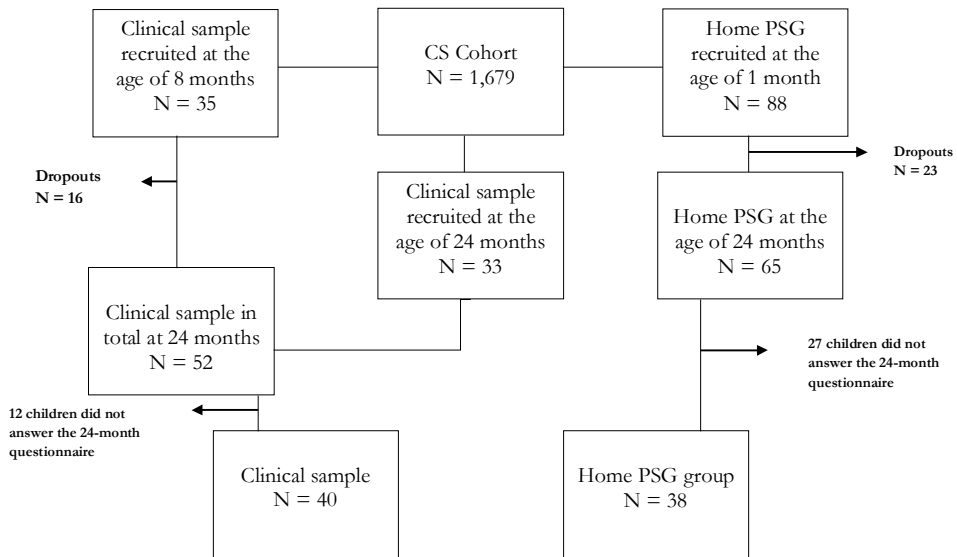 Clinical sample
recruited at the
age of 8 months
N = 35
CS Cohort
N = 1,679
Home PSG
recruited at the
age of 1 month
N = 88
Dropouts
N = 16
Dropouts
N = 23
Clinical sample
recruited at the
age of 24 months
N = 33
Home PSG at the
age of 24 months
N = 65
Clinical sample in
total at 24 months
N = 52
27 children did not
answer the 24-month
questionnaire
12 children did not
answer the 24-month
questionnaire
Clinical sample
N = 40
Home PSG group
N = 38